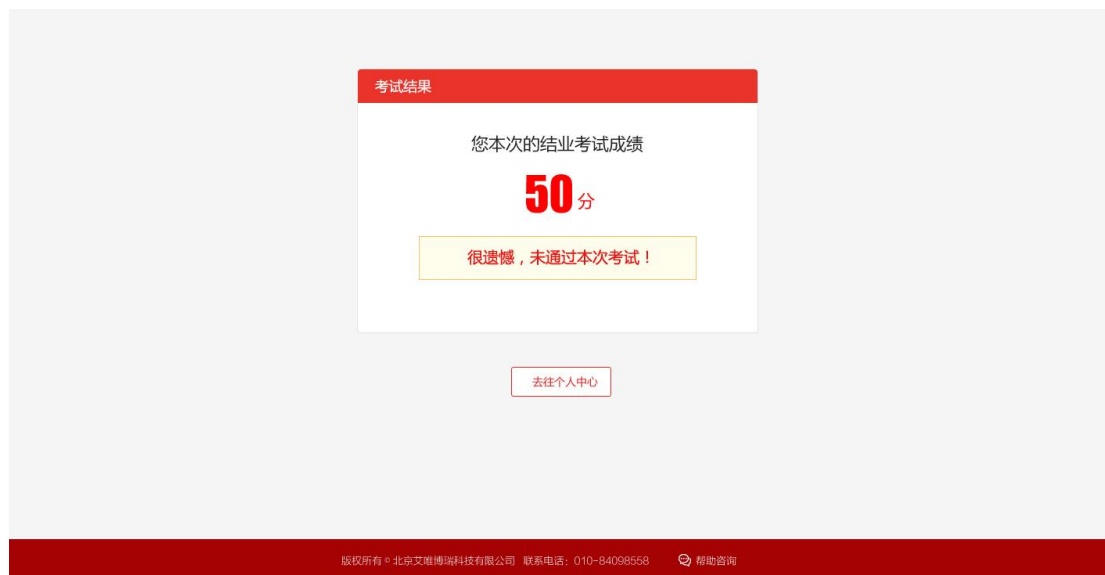 考试结果
您本次的结业考试成绩
50 分
很遗憾，未通过本次考试！
去往个人中心
版权所有 © 北京艾唯博瑞科技有限公司 联系电话：010-84098558 帮助咨询